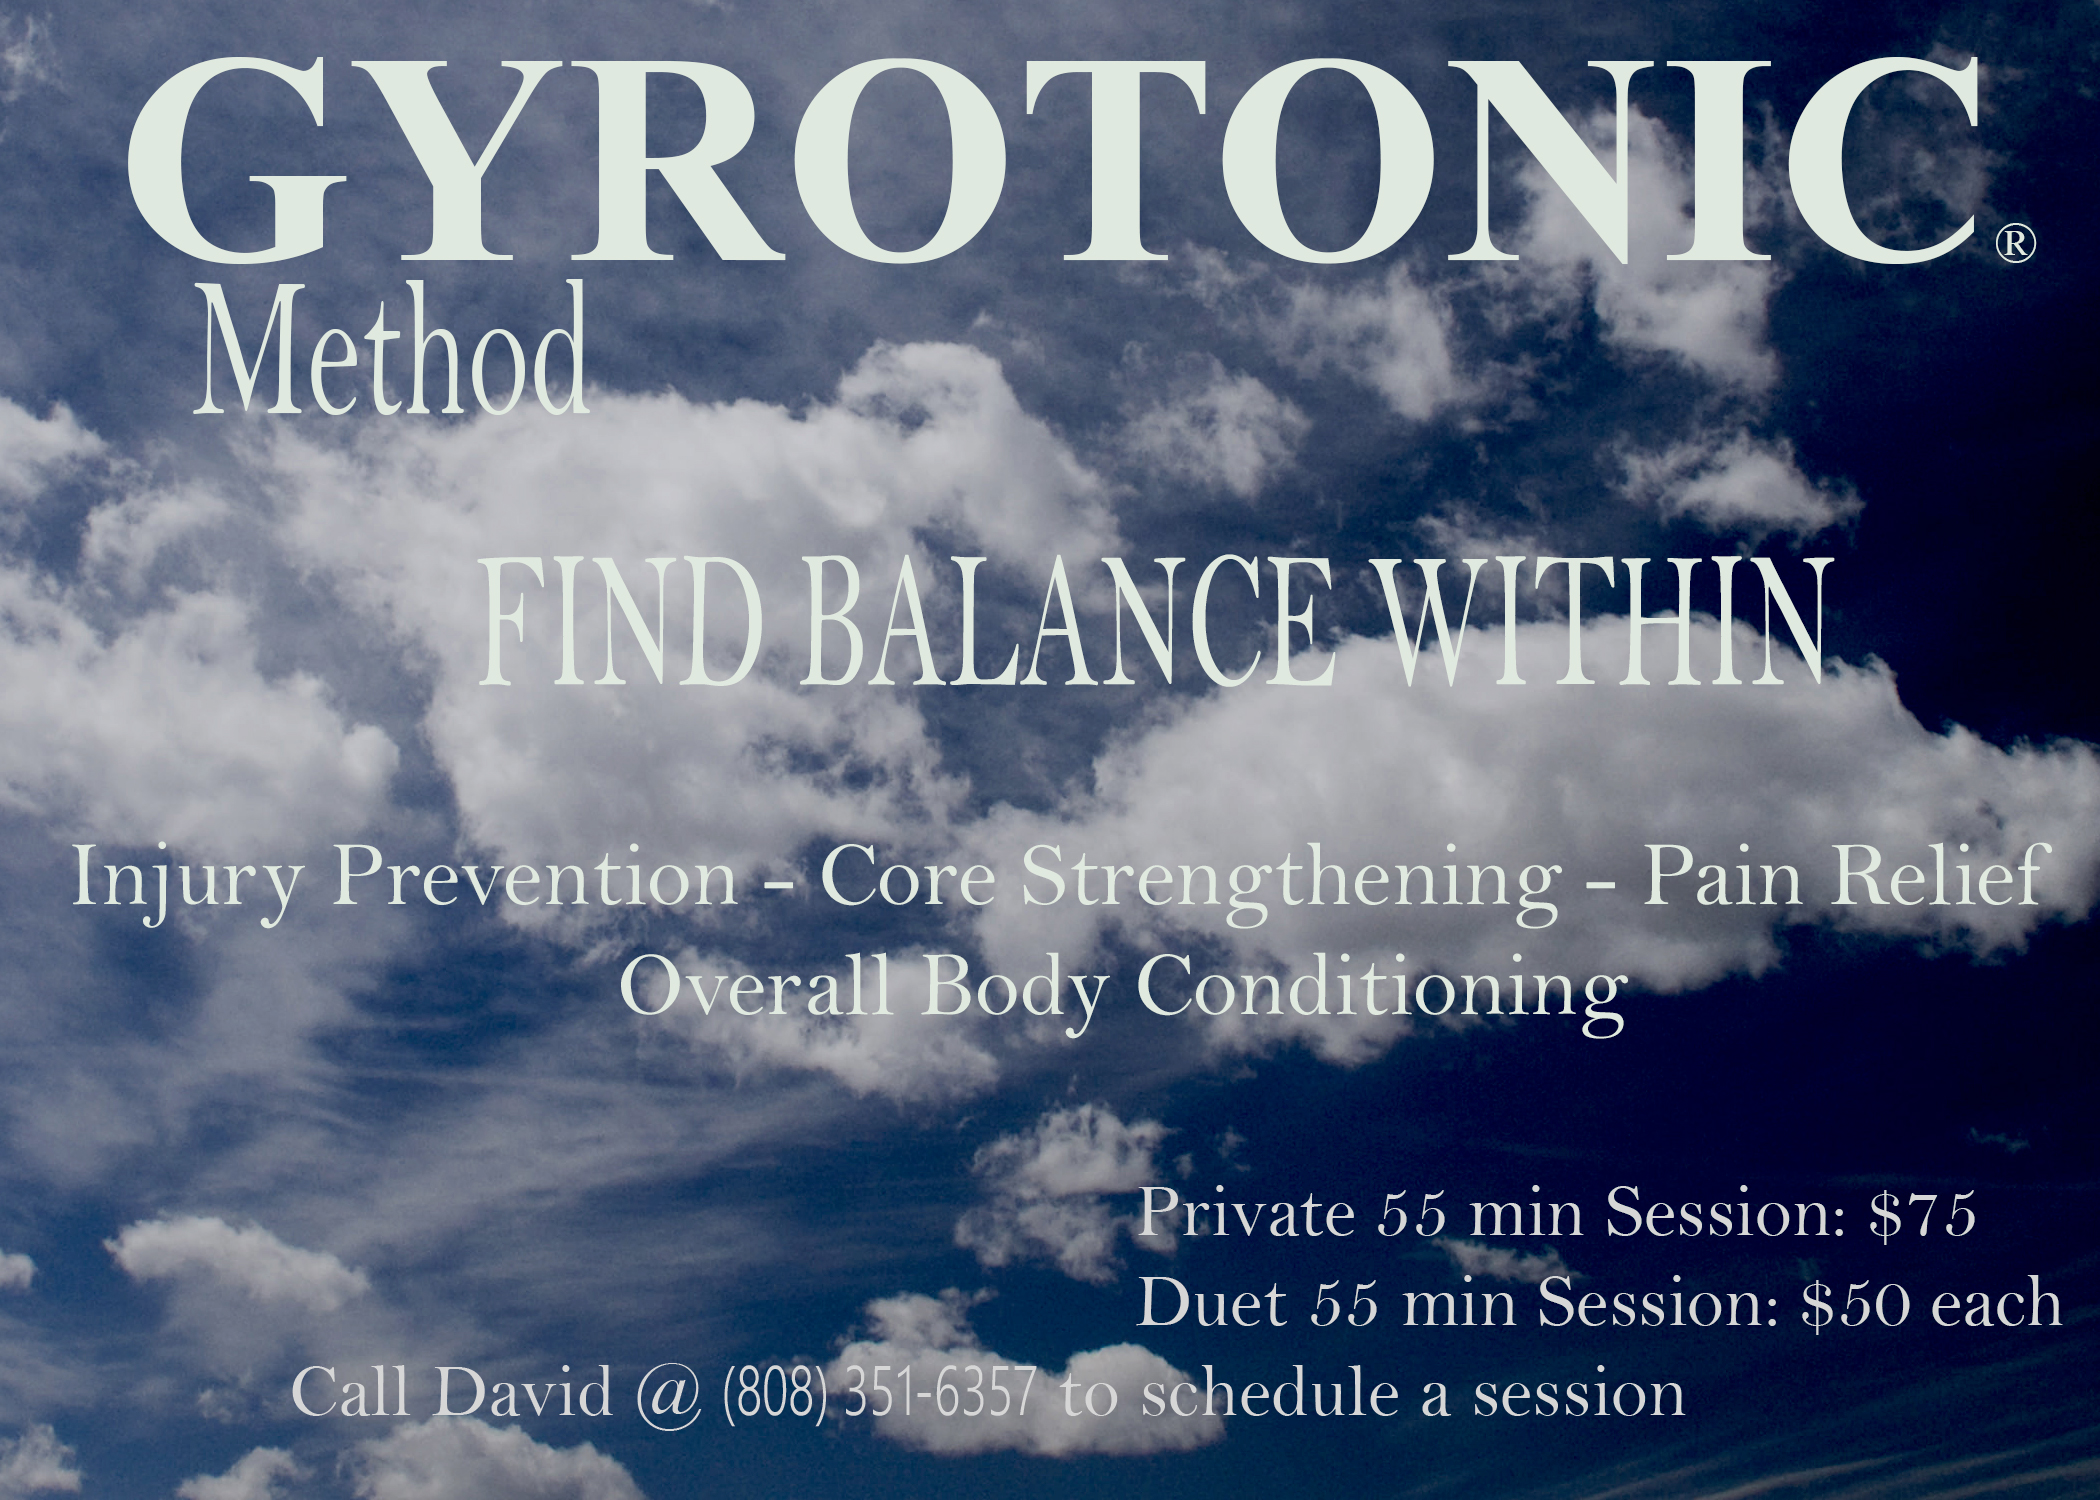 GYROTONIC®
Method
FIND BALANCE WITHIN
Injury Prevention - Core Strengthening - Pain Relief
Overall Body Conditioning
Private 55 min Session: $75
Duet 55 min Session: $50 each
Call David @ (808) 351-6357 to schedule a session